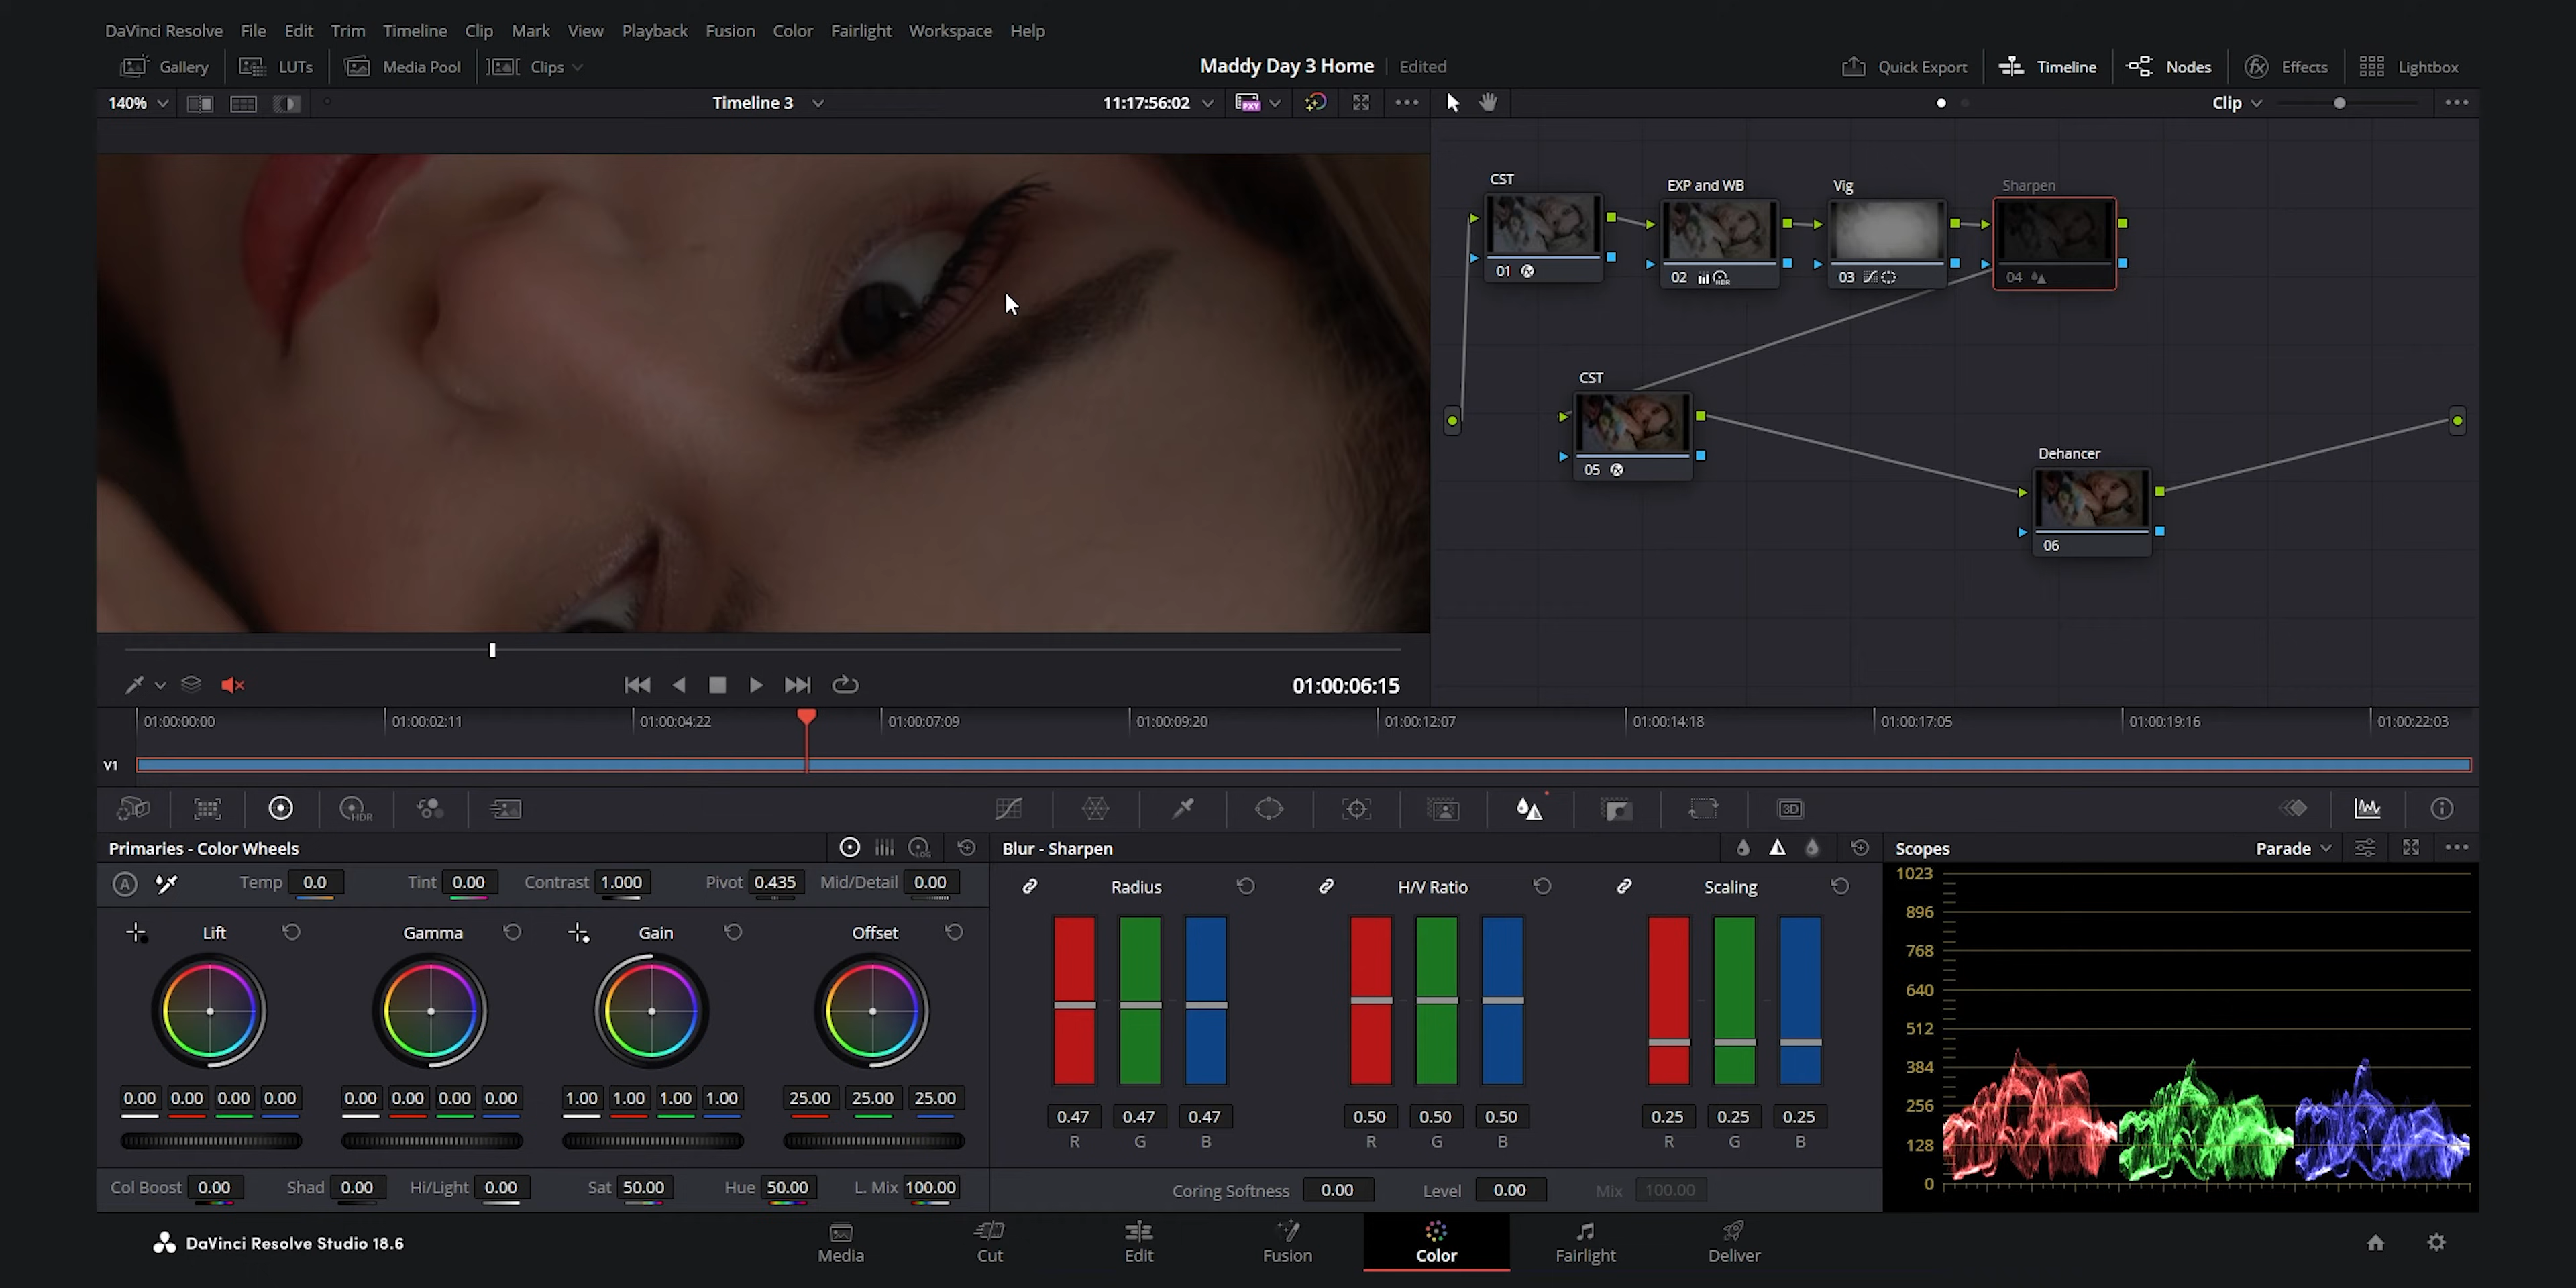 DaVinci Resolve File Edit Trim Timeline Clip Mark View Playback Fusion Color Fairlight Workspace Help
Gallery LUTs Media Pool Clips Maddy Day 3 Home Edited Quick Export Timeline Nodes Effects Lightbox
140% Timeline 3 11:17:56:02 PXY Clip
CST EXP and WB Vig Sharpen
01 02 HDR 03 04
CST
05
Dehancer
06
01:00:06:15
01:00:00:00 01:00:02:11 01:00:04:22 01:00:07:09 01:00:09:20 01:00:12:07 01:00:14:18 01:00:17:05 01:00:19:16 01:00:22:03
V1
HDR 3D
Primaries - Color Wheels LOG Blur - Sharpen Scopes Parade
A Temp 0.0 Tint 0.00 Contrast 1.000 Pivot 0.435 Mid/Detail 0.00
Radius H/V Ratio Scaling
Lift Gamma Gain Offset
0.00 0.00 0.00 0.00 0.00 0.00 0.00 0.00 1.00 1.00 1.00 1.00 25.00 25.00 25.00
0.47 0.47 0.47 0.50 0.50 0.50 0.25 0.25 0.25
R G B R G B R G B
Col Boost 0.00 Shad 0.00 Hi/Light 0.00 Sat 50.00 Hue 50.00 L. Mix 100.00
Coring Softness 0.00 Level 0.00 Mix 100.00
1023
896
768
640
512
384
256
128
0
DaVinci Resolve Studio 18.6
Media Cut Edit Fusion Color Fairlight Deliver